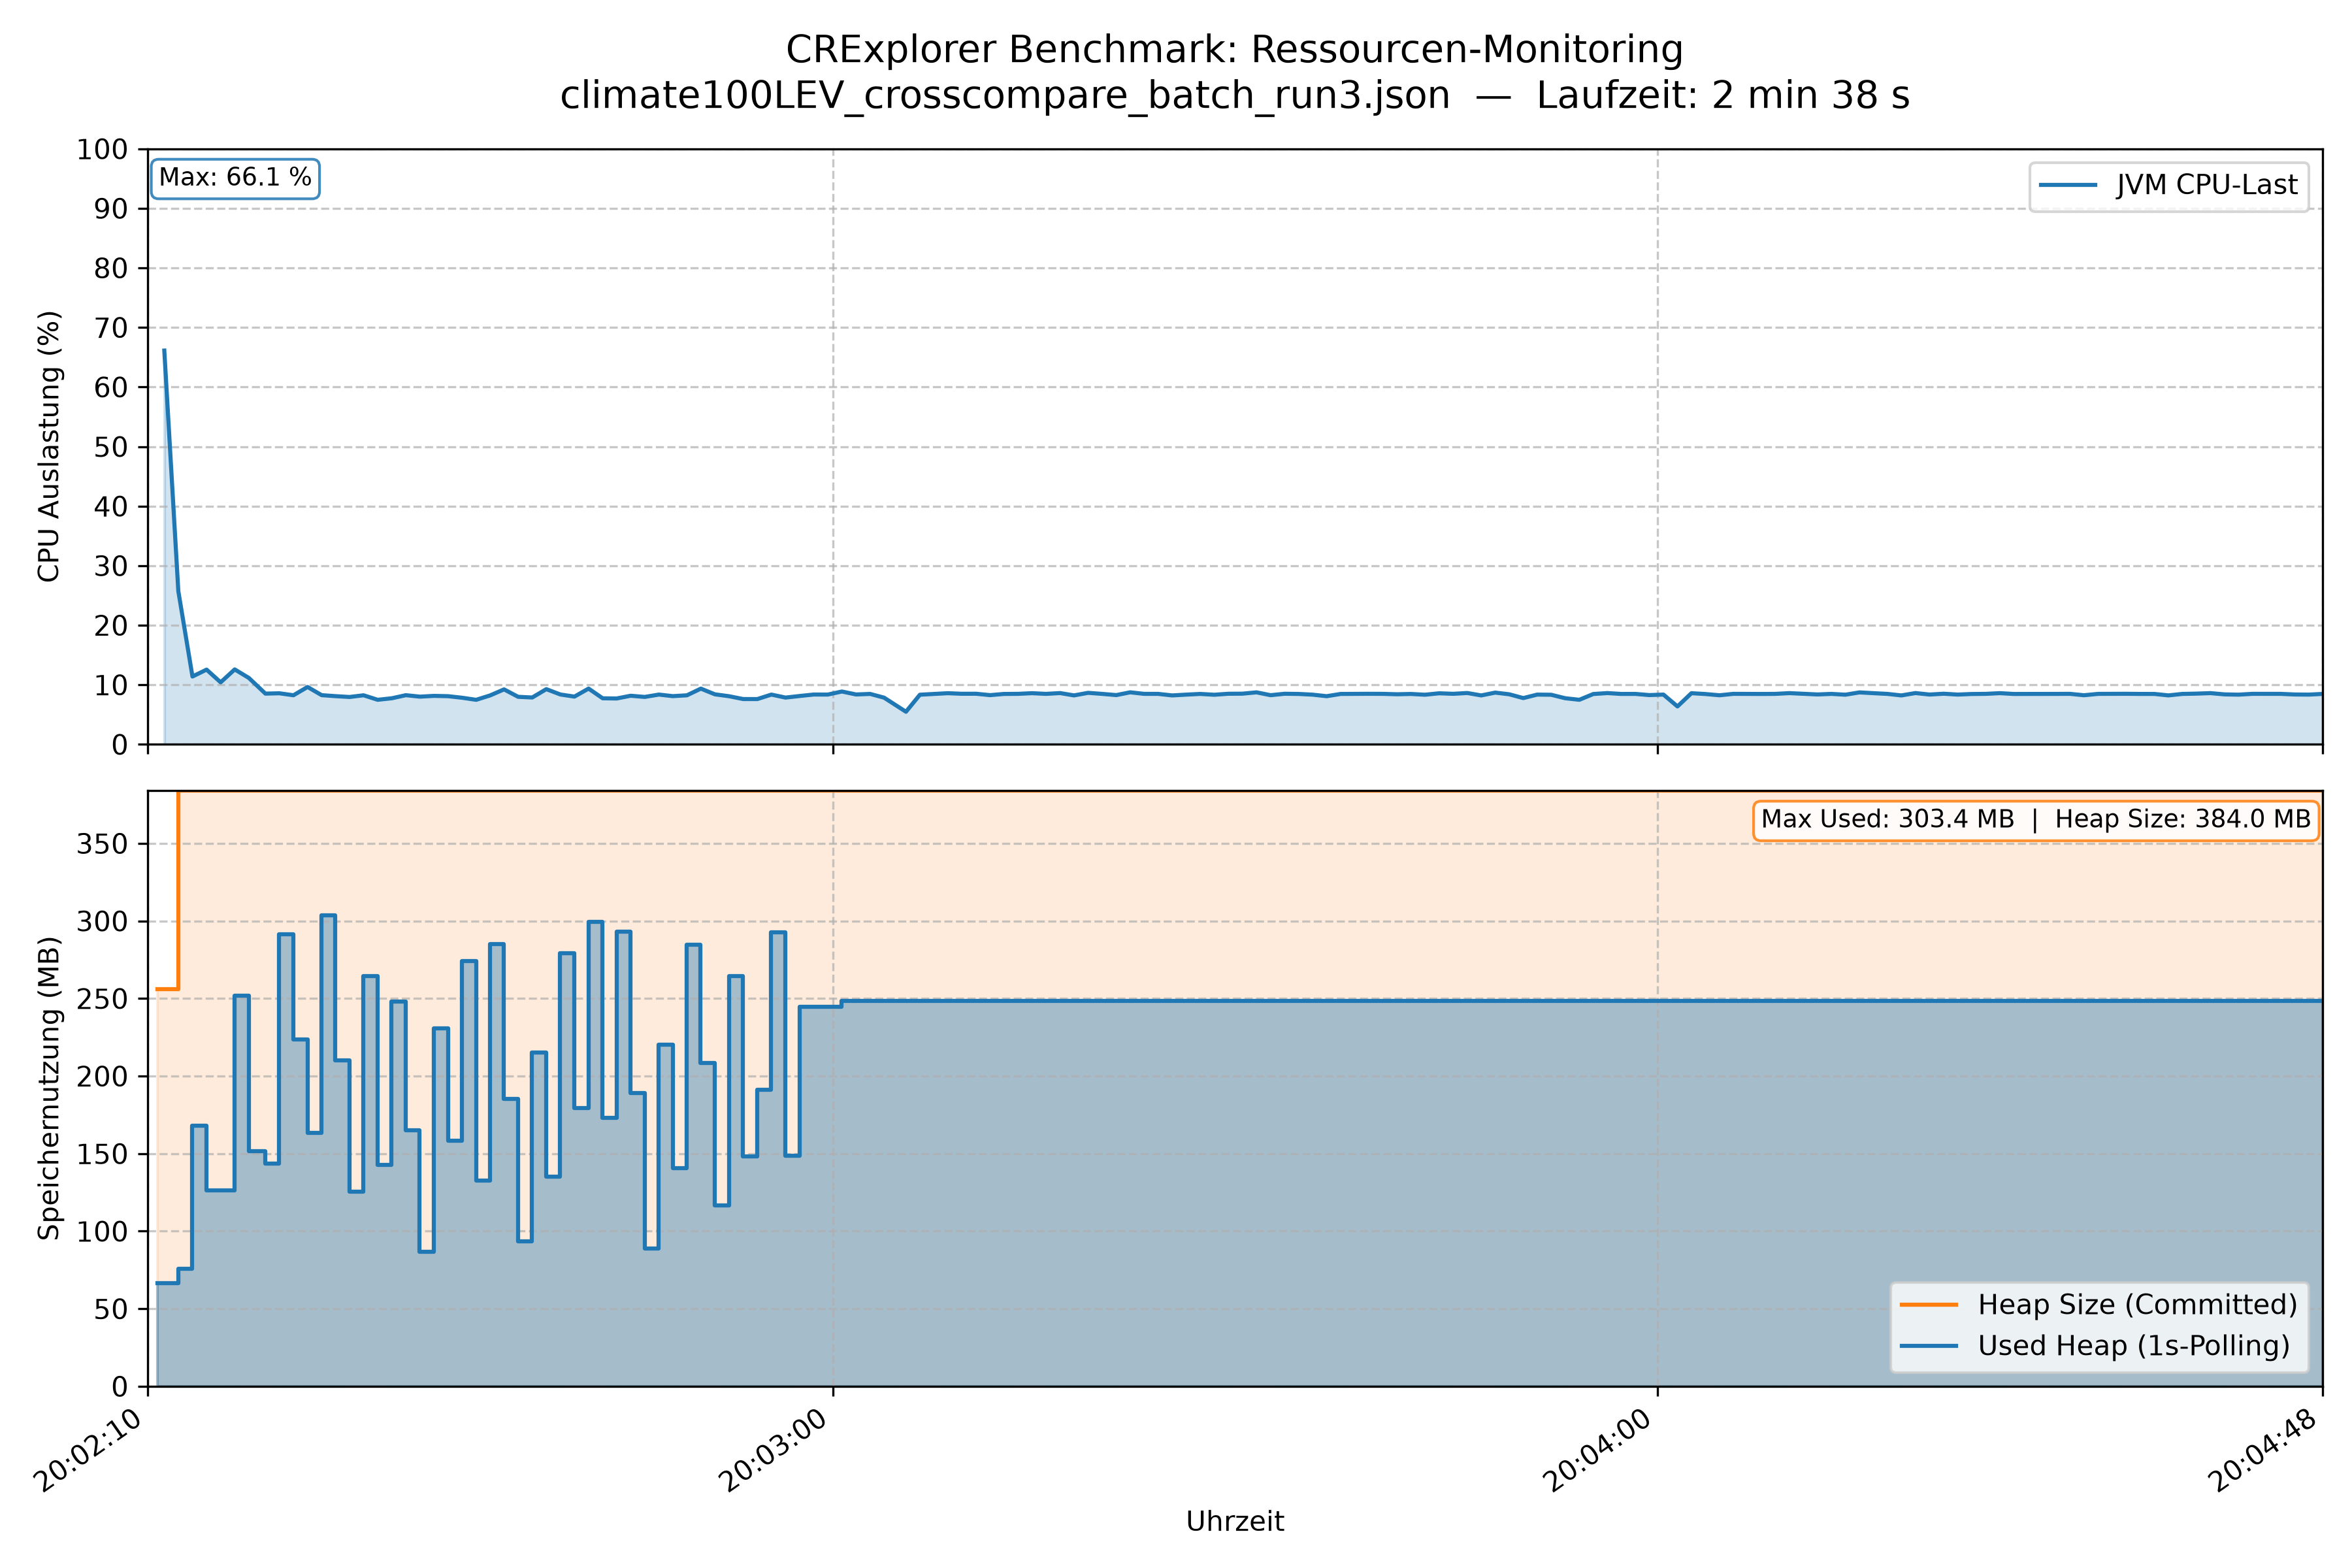 CRExplorer Benchmark: Ressourcen-Monitoring
climate100LEV_crosscompare_batch_run3.json — Laufzeit: 2 min 38 s
CPU Auslastung (%)
100
90
80
70
60
50
40
30
20
10
0
Max: 66.1 %
JVM CPU-Last
Speichernutzung (MB)
350
300
250
200
150
100
50
0
Max Used: 303.4 MB | Heap Size: 384.0 MB
Heap Size (Committed)
Used Heap (1s-Polling)
20:02:10
20:03:00
20:04:00
20:04:48
Uhrzeit